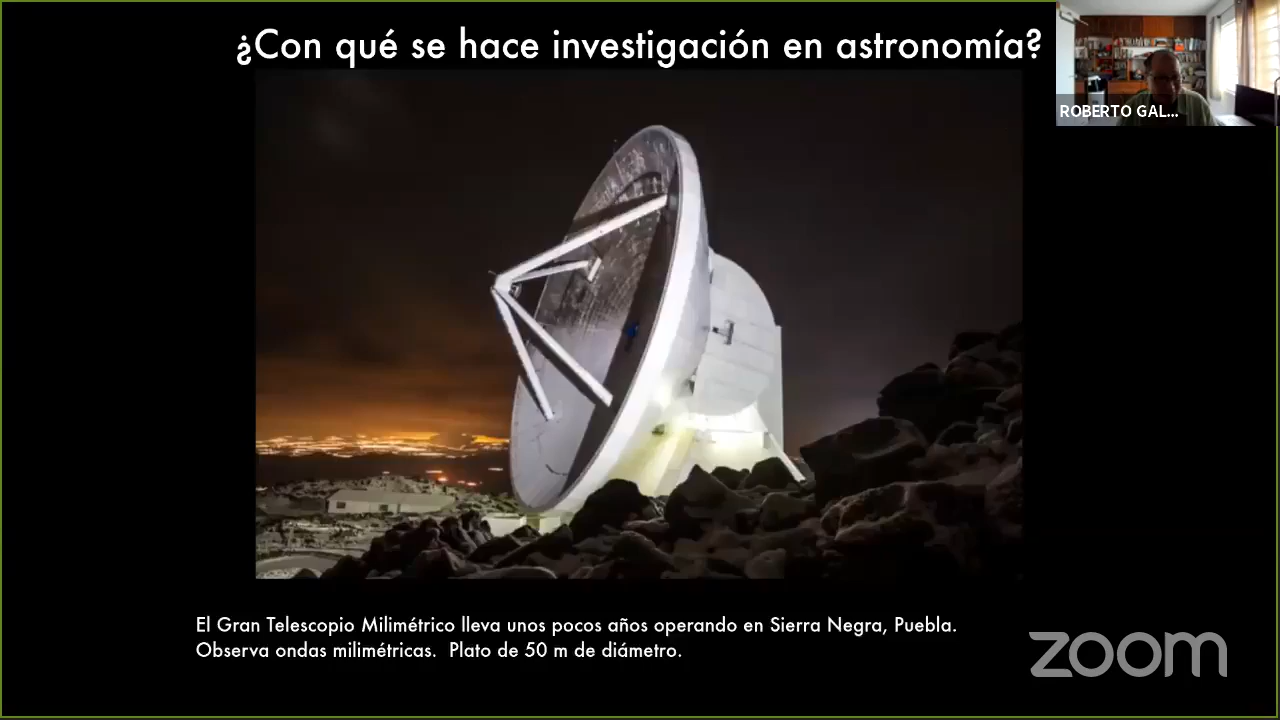 ¿Con qué se hace investigación en astronomía?
ROBERTO GAL...
El Gran Telescopio Milimétrico lleva unos pocos años operando en Sierra Negra, Puebla.
Observa ondas milimétricas. Plato de 50 m de diámetro.
zoom